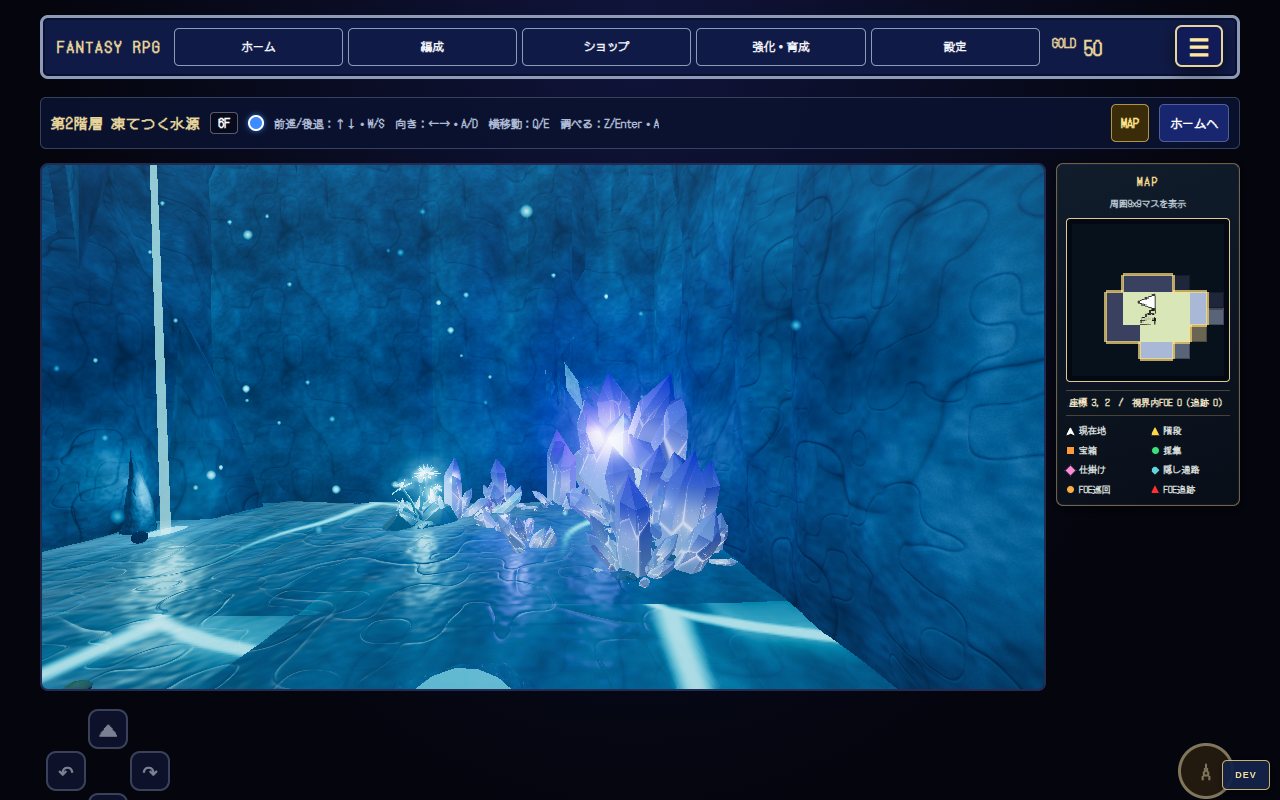 FANTASY RPG
ホーム
編成
ショップ
強化・育成
設定
GOLD 50
第2階層 凍てつく水源
6F
前進/後退：↑↓・W/S 向き：←→・A/D 横移動：Q/E 調べる：Z/Enter・A
MAP
ホームへ
MAP
周囲9x9マスを表示
座標 3, 2 / 視界内FOE 0（追跡 0）
現在地
階段
宝箱
採集
仕掛け
隠し通路
FOE巡回
FOE追跡
A
DEV